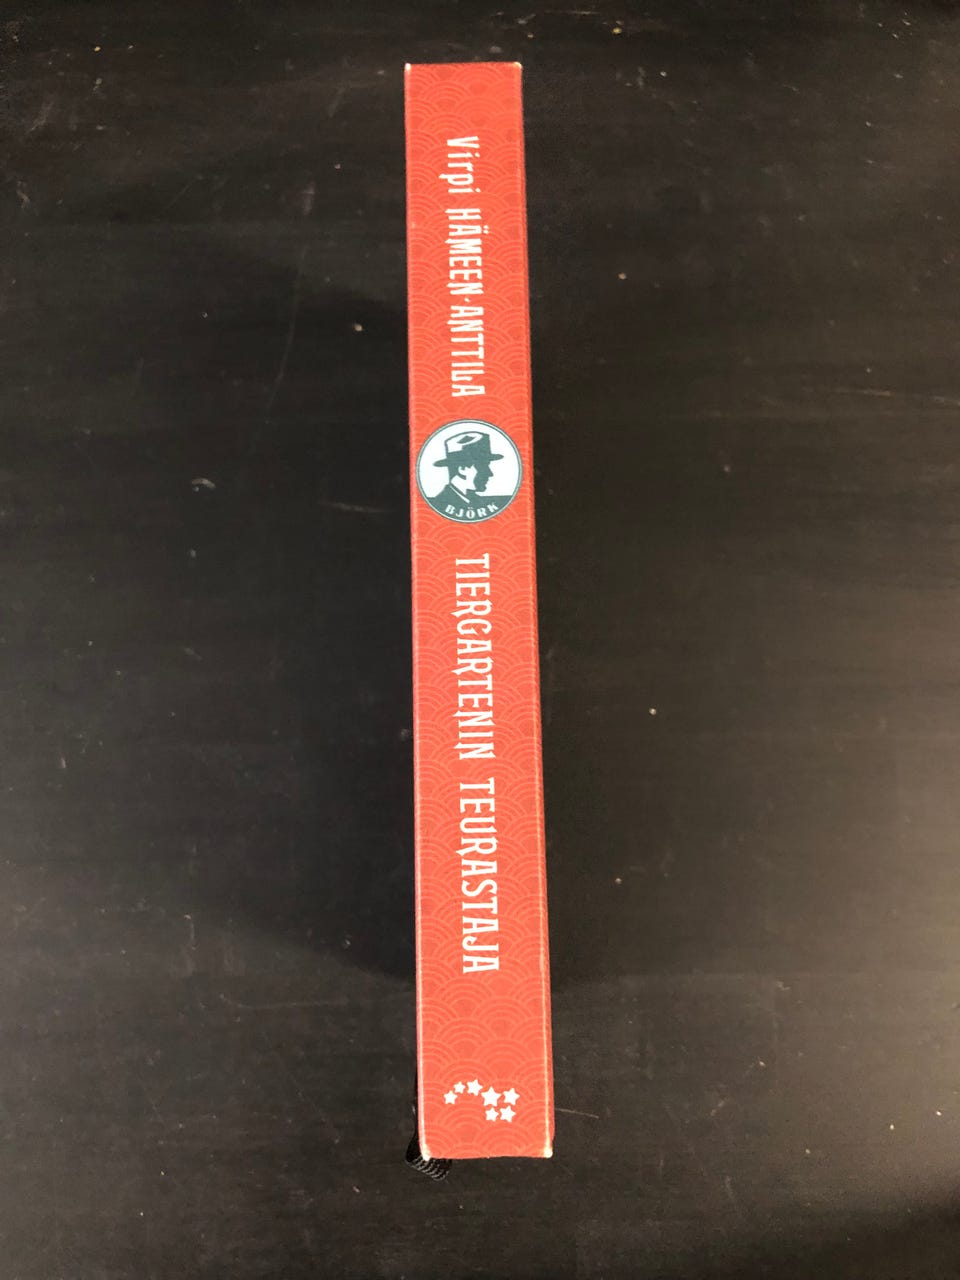 Virpi HÄMEEN-ANTTILA
BJÖRK
TIERGARTENIN TEURASTAJA